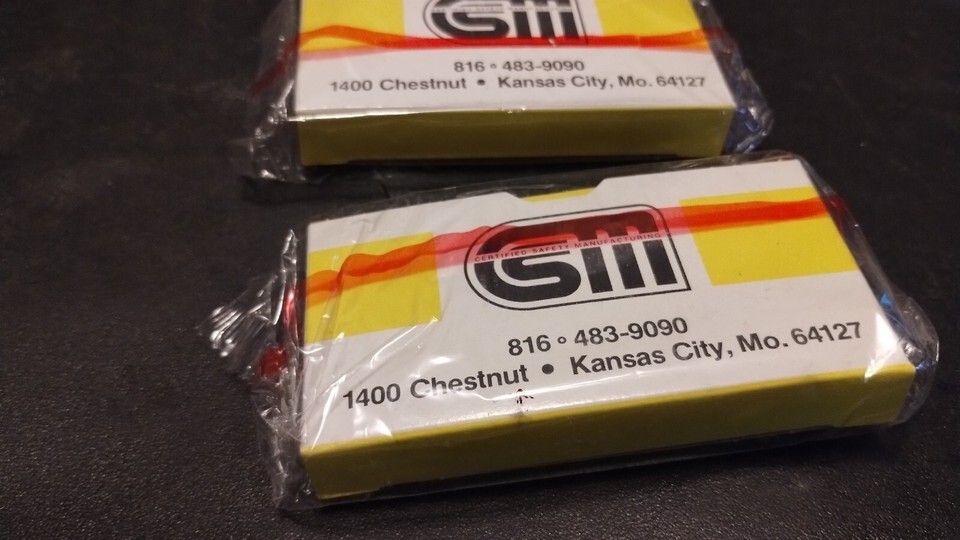 CSM
816 ° 483-9090
1400 Chestnut • Kansas City, Mo. 64127
CSM
CERTIFIED SAFETY MANUFACTURING
816 ° 483-9090
1400 Chestnut • Kansas City, Mo. 64127